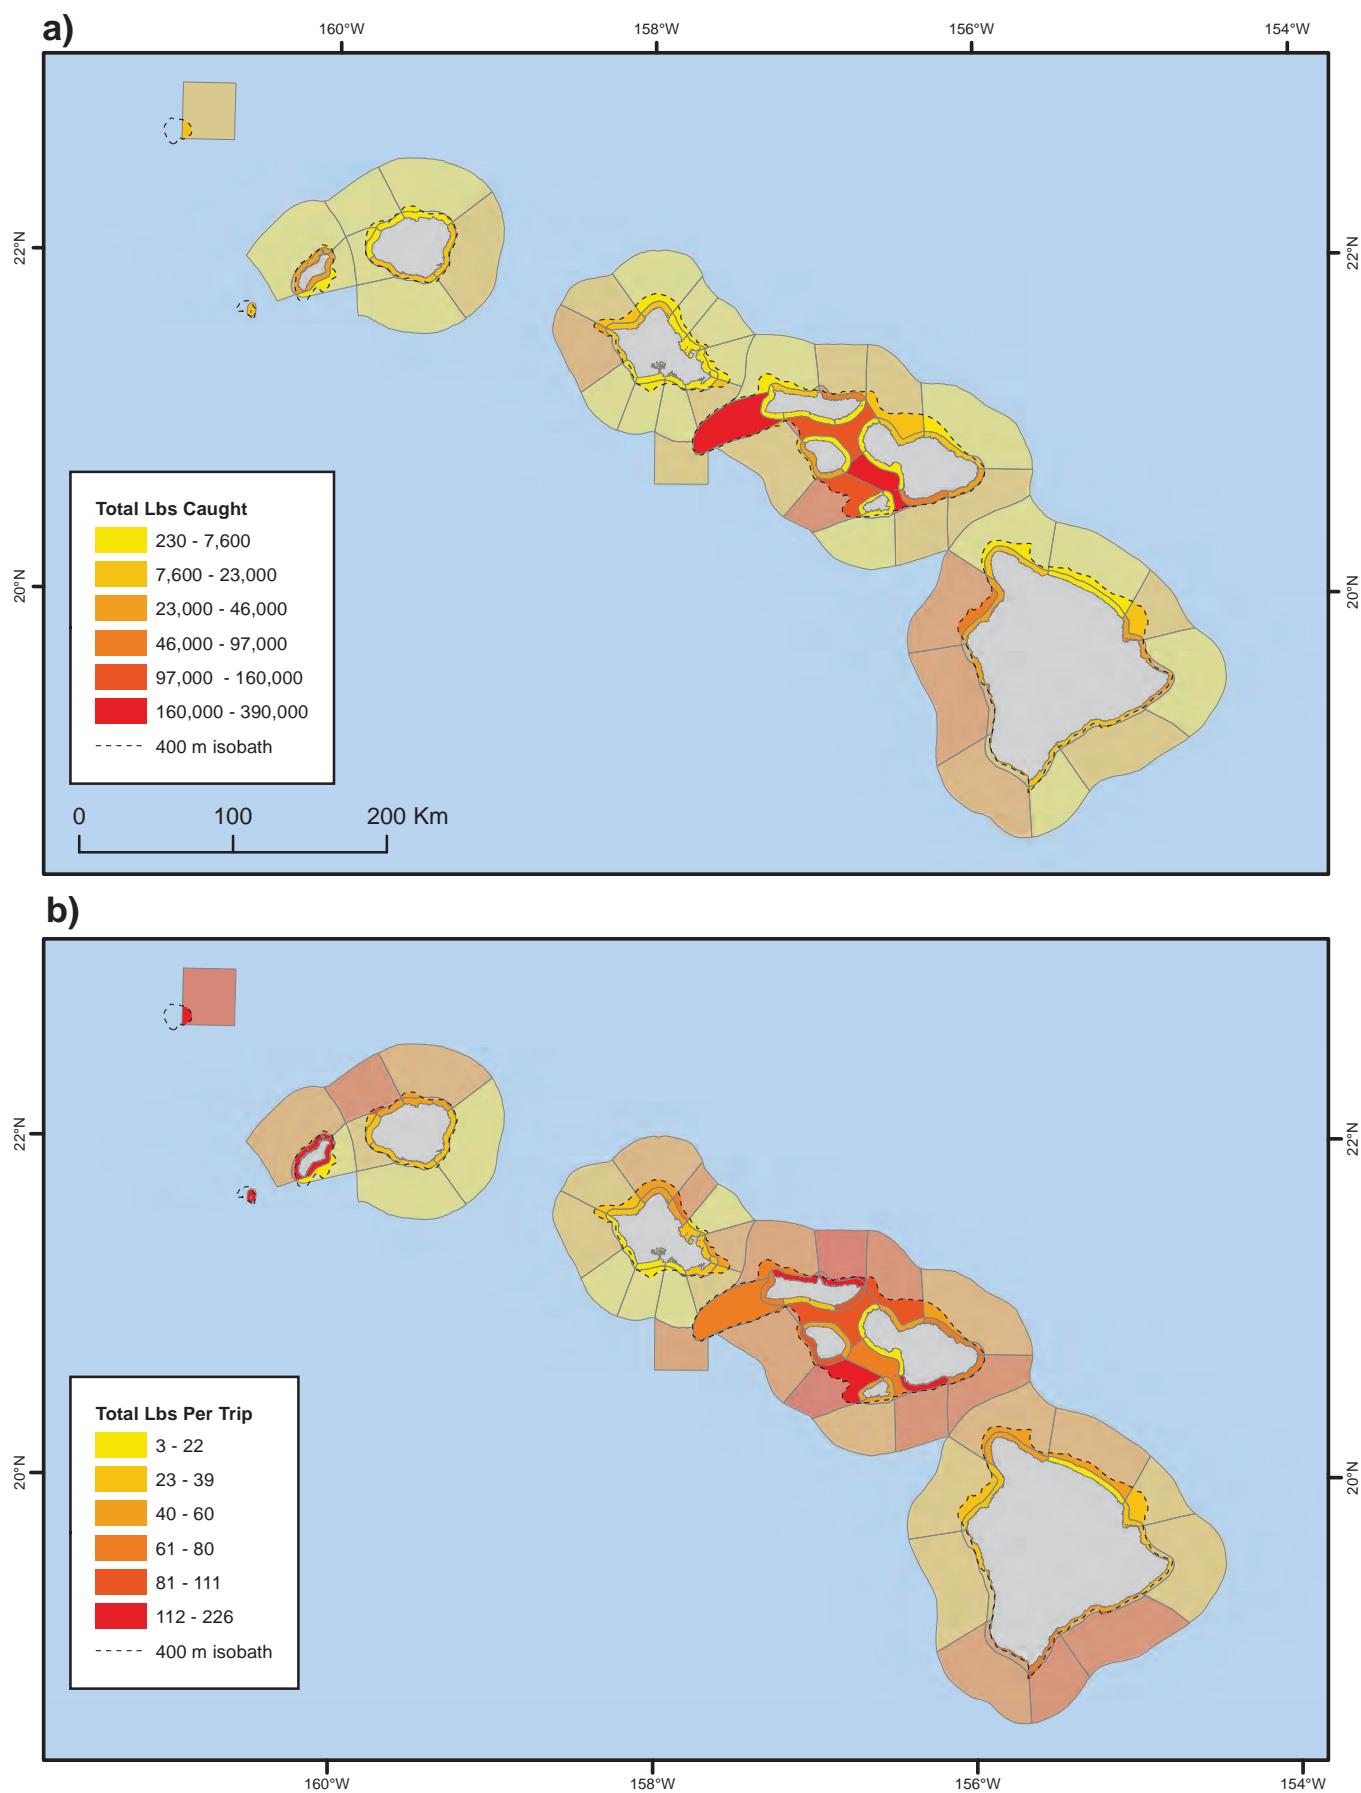 a)
160°W 158°W 156°W 154°W
22°N 22°N
20°N 20°N
Total Lbs Caught
230 - 7,600
7,600 - 23,000
23,000 - 46,000
46,000 - 97,000
97,000 - 160,000
160,000 - 390,000
400 m isobath
0 100 200 Km
b)
22°N 22°N
20°N 20°N
Total Lbs Per Trip
3 - 22
23 - 39
40 - 60
61 - 80
81 - 111
112 - 226
400 m isobath
160°W 158°W 156°W 154°W